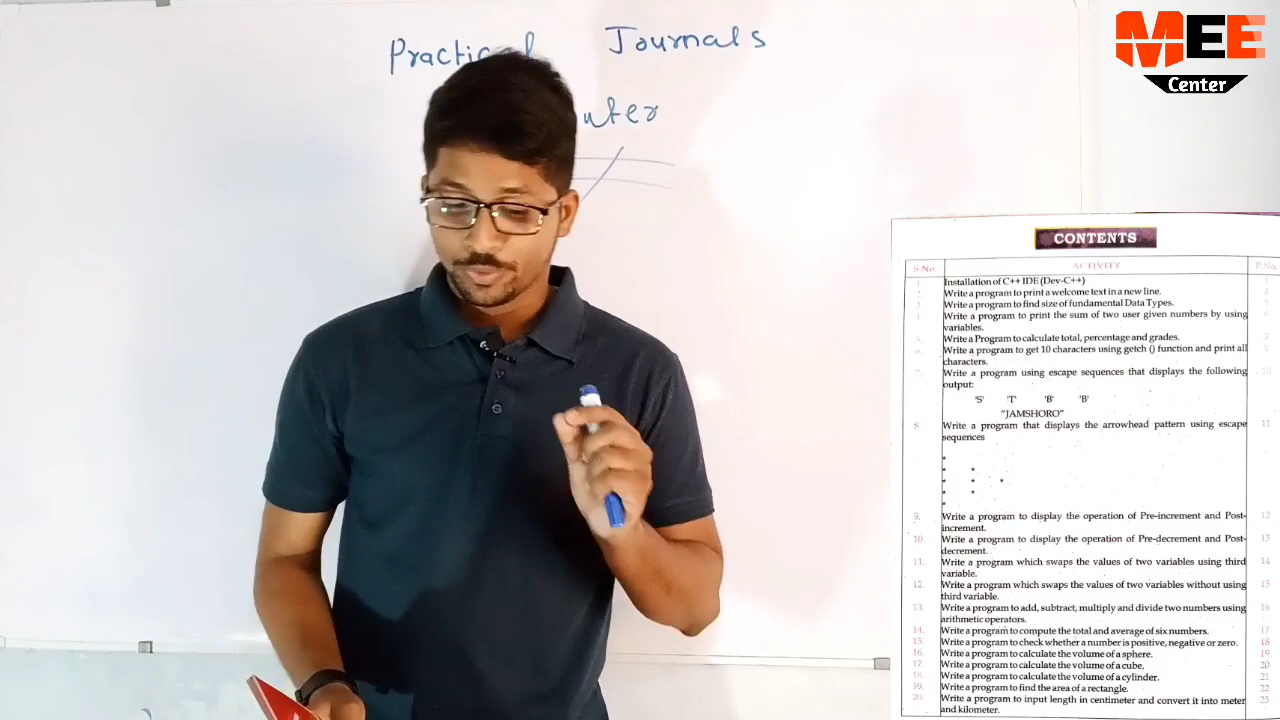 Practical Journals
uter
MEE
Center
CONTENTS
S.No. ACTIVITY P.No.
1. Installation of C++ IDE (Dev-C++)
2. Write a program to print a welcome text in a new line.
3. Write a program to find size of fundamental Data Types.
4. Write a program to print the sum of two user given numbers by using
variables.
5. Write a Program to calculate total, percentage and grades. 7
6. Write a program to get 10 characters using getch () function and print all 9
characters.
7. Write a program using escape sequences that displays the following 10
output:
'S' 'T' 'B' 'B'
"JAMSHORO"
8. Write a program that displays the arrowhead pattern using escape 11
sequences
*
* *
* * *
* *
*
9. Write a program to display the operation of Pre-increment and Post- 12
increment.
10. Write a program to display the operation of Pre-decrement and Post- 13
decrement.
11. Write a program which swaps the values of two variables using third 14
variable.
12. Write a program which swaps the values of two variables without using 15
third variable.
13. Write a program to add, subtract, multiply and divide two numbers using 16
arithmetic operators.
14. Write a program to compute the total and average of six numbers. 17
15. Write a program to check whether a number is positive, negative or zero. 18
16. Write a program to calculate the volume of a sphere. 19
17. Write a program to calculate the volume of a cube. 20
18. Write a program to calculate the volume of a cylinder. 21
19. Write a program to find the area of a rectangle. 22
20. Write a program to input length in centimeter and convert it into meter 23
and kilometer.